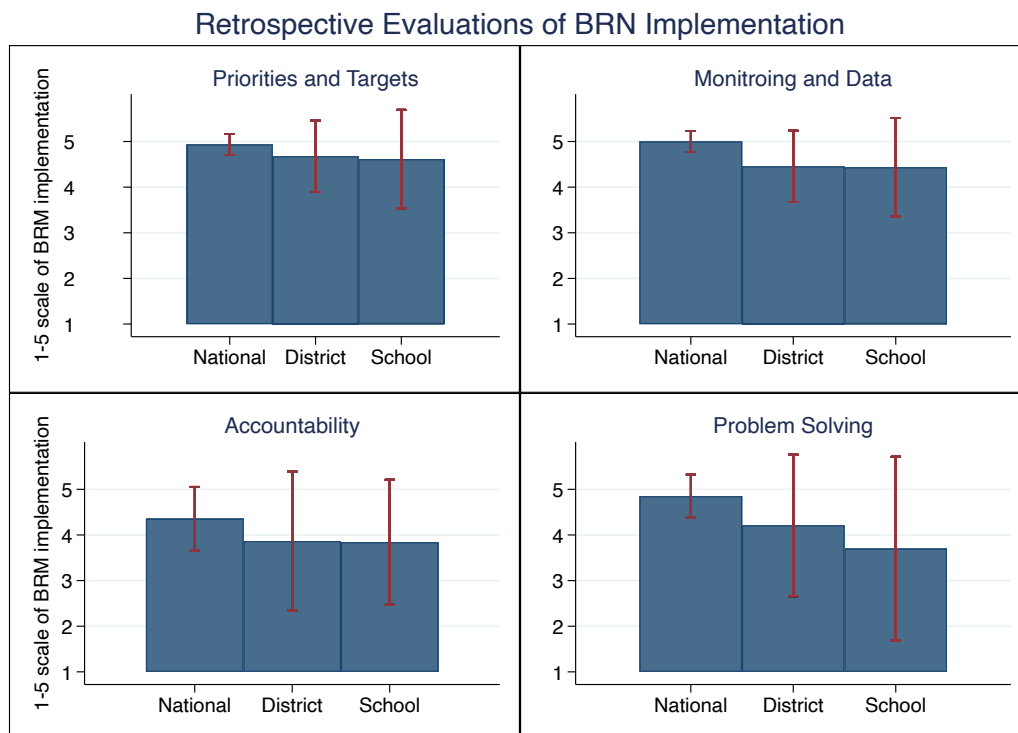 Retrospective Evaluations of BRN Implementation
Priorities and Targets
1-5 scale of BRM implementation
5
4
3
2
1
National District School
Monitroing and Data
5
4
3
2
1
National District School
Accountability
1-5 scale of BRM implementation
5
4
3
2
1
National District School
Problem Solving
5
4
3
2
1
National District School